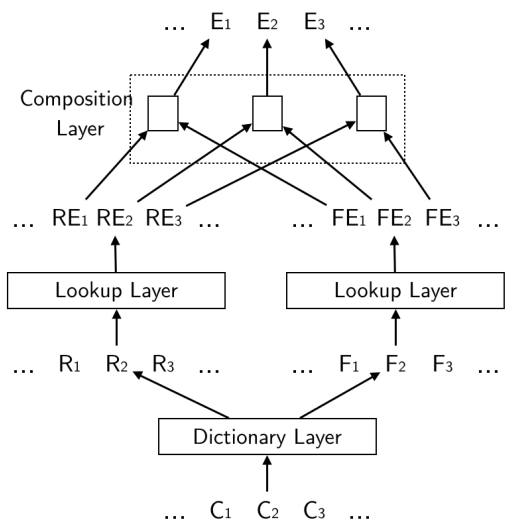 ... E1 E2 E3 ...
Composition
Layer
... RE1 RE2 RE3 ... ... FE1 FE2 FE3 ...
Lookup Layer Lookup Layer
... R1 R2 R3 ... ... F1 F2 F3 ...
Dictionary Layer
... C1 C2 C3 ...